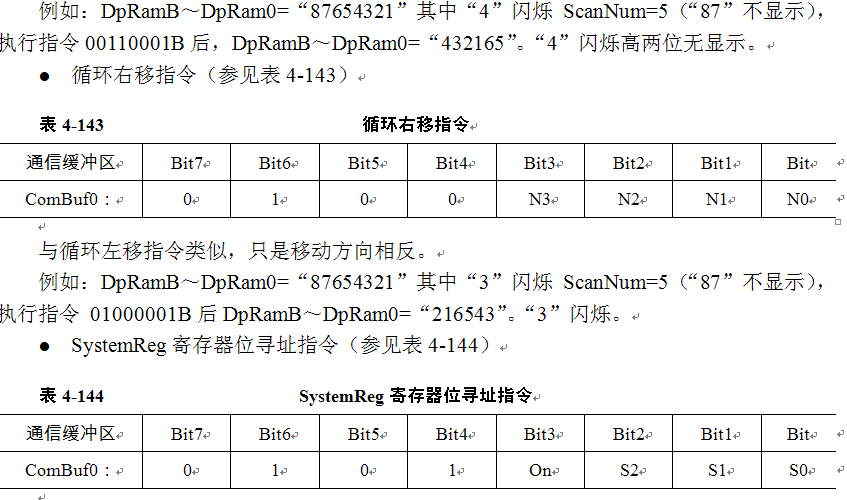 例如：DpRamB～DpRam0=“87654321”其中“4”闪烁 ScanNum=5（“87”不显示），
执行指令 00110001B 后，DpRamB～DpRam0=“432165”。“4”闪烁高两位无显示。
● 循环右移指令（参见表 4-143）
表 4-143 循环右移指令
通信缓冲区 Bit7 Bit6 Bit5 Bit4 Bit3 Bit2 Bit1 Bit
ComBuf0： 0 1 0 0 N3 N2 N1 N0
与循环左移指令类似，只是移动方向相反。
例如：DpRamB～DpRam0=“87654321”其中“3”闪烁 ScanNum=5（“87”不显示），
执行指令 01000001B 后 DpRamB～DpRam0=“216543”。“3”闪烁。
● SystemReg 寄存器位寻址指令（参见表 4-144）
表 4-144 SystemReg 寄存器位寻址指令
通信缓冲区 Bit7 Bit6 Bit5 Bit4 Bit3 Bit2 Bit1 Bit
ComBuf0： 0 1 0 1 On S2 S1 S0